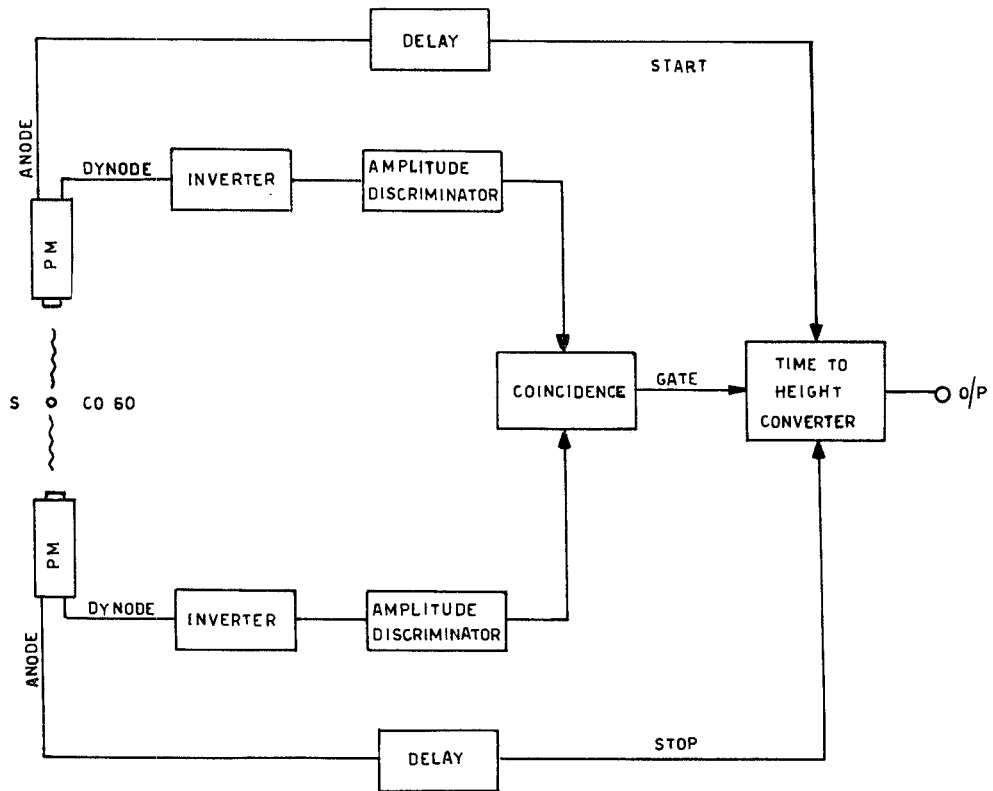 DELAY
START
ANODE
DYNODE
INVERTER
AMPLITUDE
DISCRIMINATOR
PM
COINCIDENCE
GATE
TIME TO
HEIGHT
CONVERTER
O/P
S
CO 60
PM
DYNODE
INVERTER
AMPLITUDE
DISCRIMINATOR
ANODE
DELAY
STOP